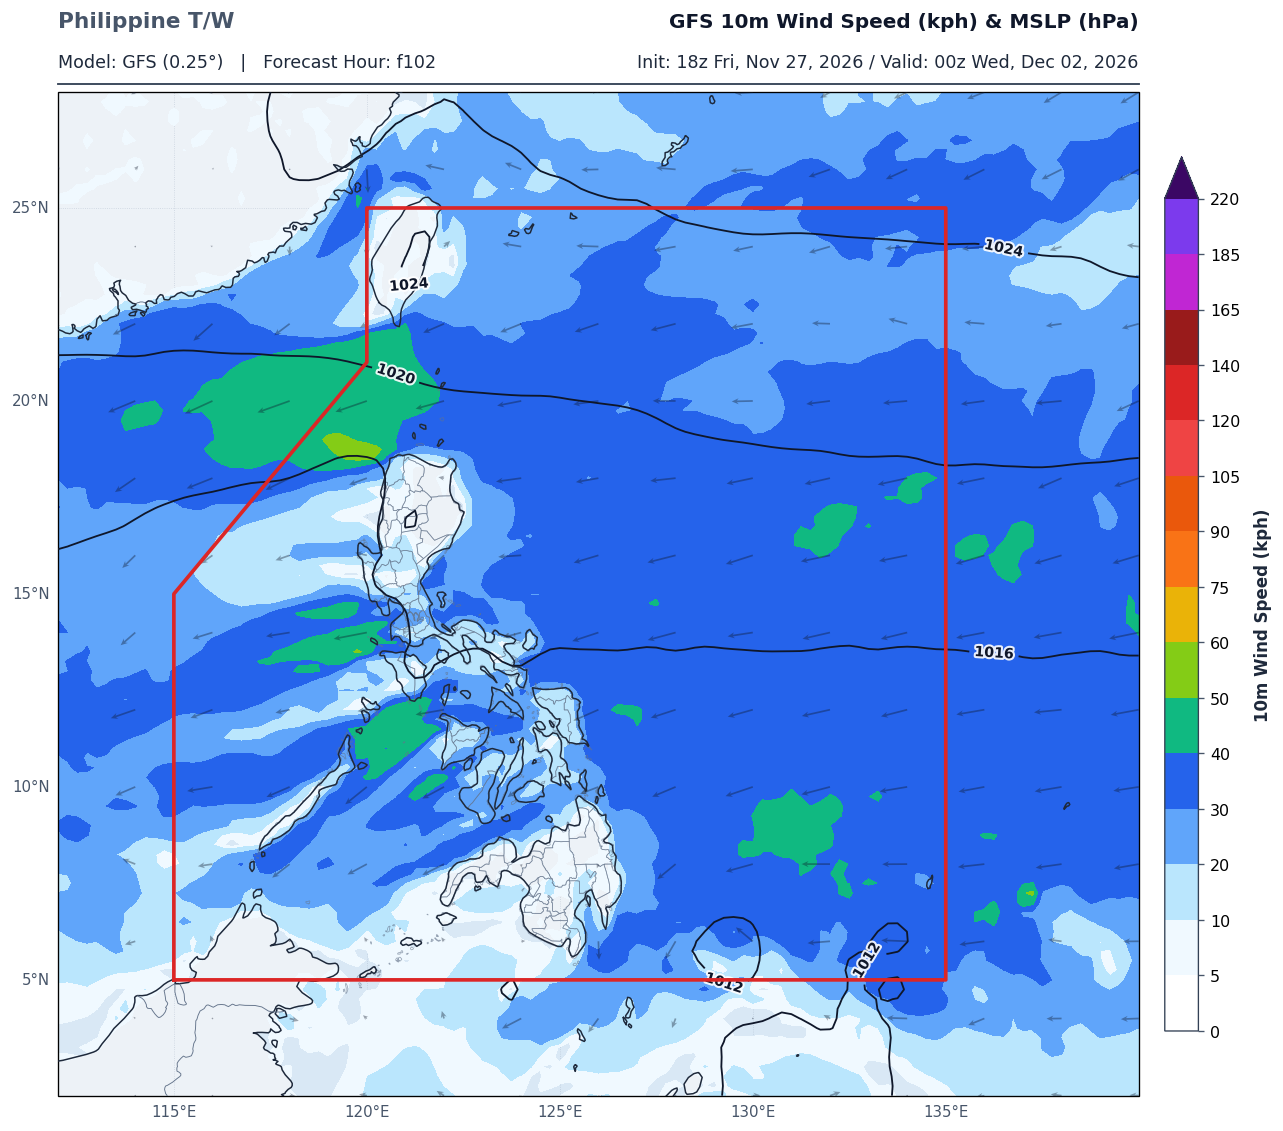 Philippine T/W
GFS 10m Wind Speed (kph) & MSLP (hPa)
Model: GFS (0.25°) | Forecast Hour: f102
Init: 18z Fri, Nov 27, 2026 / Valid: 00z Wed, Dec 02, 2026
25°N
20°N
15°N
10°N
5°N
115°E
120°E
125°E
130°E
135°E
1024
1024
1020
1016
1012
1012
220
185
165
140
120
105
90
75
60
50
40
30
20
10
5
0
10m Wind Speed (kph)